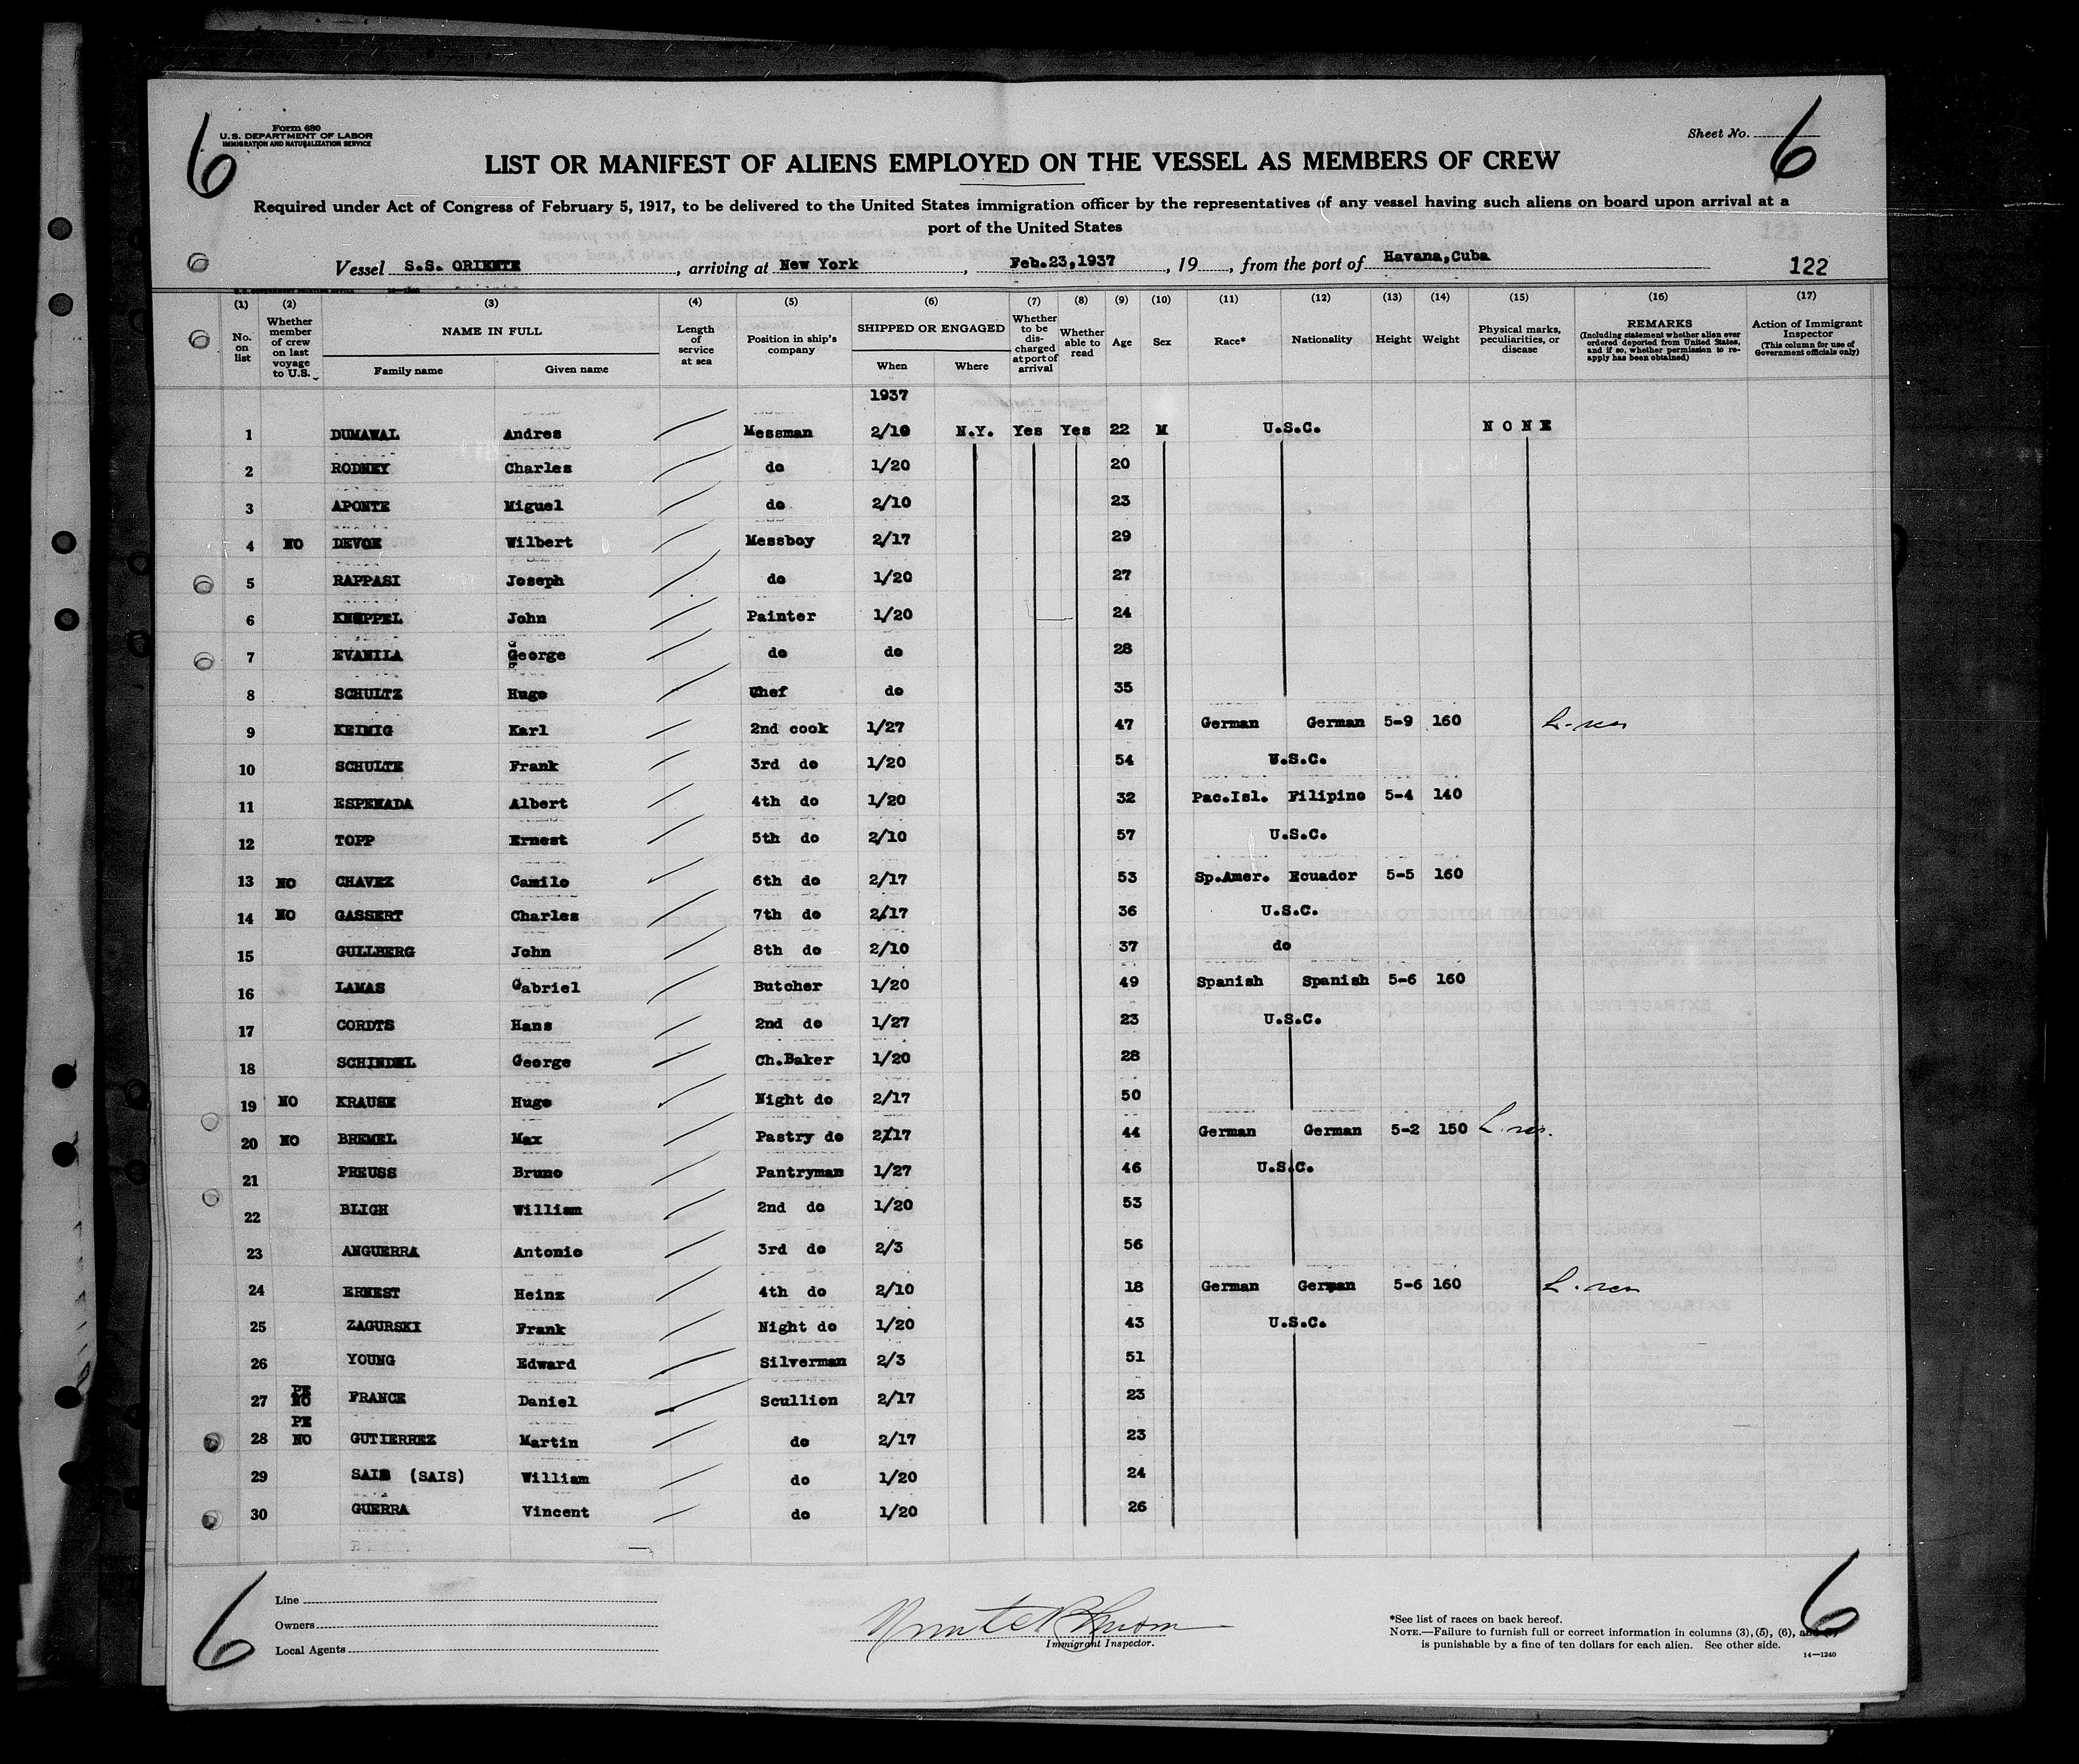 6
Form 680
U.S. DEPARTMENT OF LABOR
IMMIGRATION AND NATURALIZATION SERVICE
Sheet No. 6
LIST OR MANIFEST OF ALIENS EMPLOYED ON THE VESSEL AS MEMBERS OF CREW
Required under Act of Congress of February 5, 1917, to be delivered to the United States immigration officer by the representatives of any vessel having such aliens on board upon arrival at a
port of the United States
Vessel S.S. ORIENTE, arriving at New York, Feb.23,1937, 19, from the port of Havana,Cuba
122
(1) (2) (3) (4) (5) (6) (7) (8) (9) (10) (11) (12) (13) (14) (15) (16) (17)
No. on list
Whether member of crew on last voyage to U.S.
NAME IN FULL
Family name
Given name
Length of service at sea
Position in ship's company
SHIPPED OR ENGAGED
When
Where
Whether to be discharged at port of arrival
Whether able to read
Age
Sex
Race*
Nationality
Height
Weight
Physical marks, peculiarities, or disease
REMARKS
(Including statement whether alien ever ordered deported from United States, and if so, whether permission to reapply has been obtained)
Action of Immigrant Inspector
(This column for use of Government officials only)
1937
1 DUMAWAL Andres Messman 2/10 N.Y. Yes Yes 22 M U.S.C. NONE
2 RODNEY Charles do 1/20 20
3 APONTE Miguel do 2/10 23
4 NO DEVOE Wilbert Messboy 2/17 29
5 RAPPASI Joseph do 1/20 27
6 KNEPPEL John Painter 1/20 24
7 EVANILA George do do 28
8 SCHULTZ Hugo Chef do 35
9 KEIMIG Karl 2nd cook 1/27 47 German German 5-9 160
10 SCHULTE Frank 3rd do 1/20 54 U.S.C.
11 ESPENADA Albert 4th do 1/20 32 Pac.Isl. Filipino 5-4 140
12 TOPP Ernest 5th do 2/10 57 U.S.C.
13 NO CHAVEZ Camilo 6th do 2/17 53 Sp.Amer. Ecuador 5-5 160
14 NO GASSERT Charles 7th do 2/17 36 U.S.C.
15 GULLBERG John 8th do 2/10 37 do
16 LAMAS Gabriel Butcher 1/20 49 Spanish Spanish 5-6 160
17 CORDTS Hans 2nd do 1/27 23 U.S.C.
18 SCHINDEL George Ch.Baker 1/20 28
19 NO KRAUSE Hugo Night do 2/17 50
20 NO BREMEL Max Pastry do 2/17 44 German German 5-2 150
21 PREUSS Bruno Pantryman 1/27 46 U.S.C.
22 BLIGH William 2nd do 1/20 53
23 ANGUERRA Antonio 3rd do 2/3 56
24 ERNEST Heinz 4th do 2/10 18 German German 5-6 160
25 ZAGURSKI Frank Night do 1/20 43 U.S.C.
26 YOUNG Edward Silverman 2/3 51
27 PE NO FRANCE Daniel Scullion 2/17 23
28 PE NO GUTIERREZ Martin do 2/17 23
29 SAIS (SAIS) William do 1/20 24
30 GUERRA Vincent do 1/20 26
6
Line
Owners
Local Agents
Immigrant Inspector.
*See list of races on back hereof.
NOTE.—Failure to furnish full or correct information in columns (3), (5), (6), and
is punishable by a fine of ten dollars for each alien. See other side.
14—1240
6